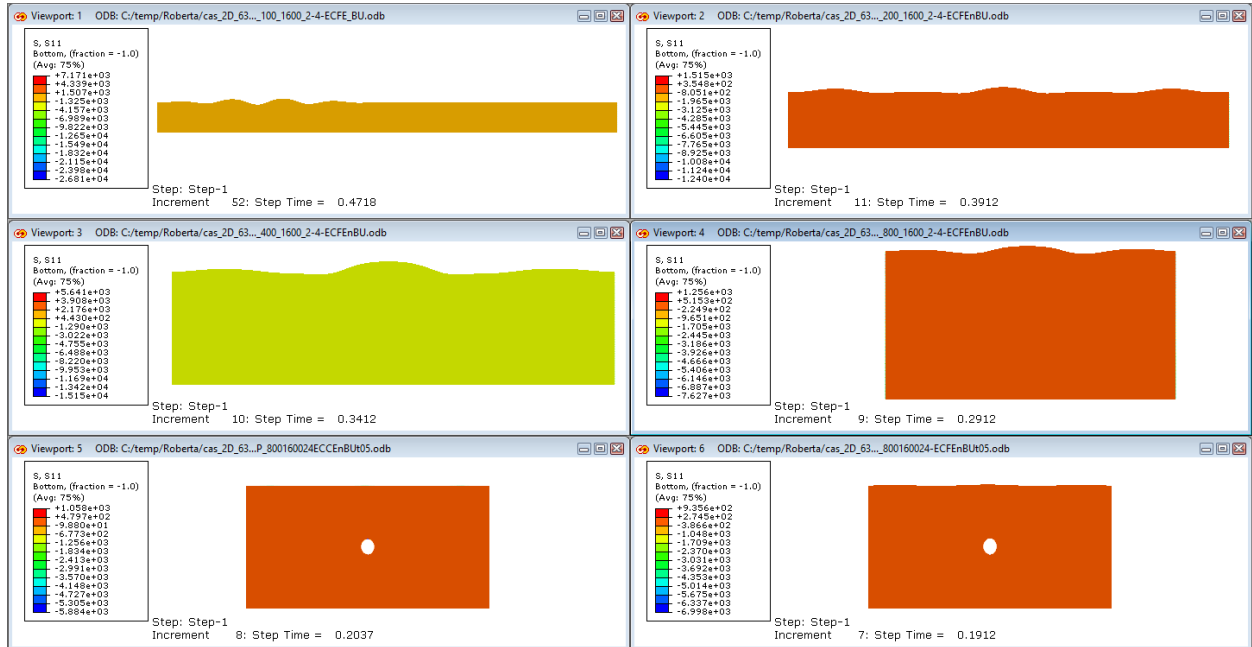 Viewport: 1 ODB: C:/temp/Roberta/cas_2D_63..._100_1600_2-4-ECFE_BU.odb
S, S11
Bottom, (fraction = -1.0)
(Avg: 75%)
+7.171e+03
+4.339e+03
+1.507e+03
-1.325e+03
-4.157e+03
-6.989e+03
-9.822e+03
-1.265e+04
-1.549e+04
-1.832e+04
-2.115e+04
-2.398e+04
-2.681e+04
Step: Step-1
Increment 52: Step Time = 0.4718
Viewport: 2 ODB: C:/temp/Roberta/cas_2D_63..._200_1600_2-4-ECFEnBU.odb
S, S11
Bottom, (fraction = -1.0)
(Avg: 75%)
+1.515e+03
+3.548e+02
-8.051e+02
-1.965e+03
-3.125e+03
-4.285e+03
-5.445e+03
-6.605e+03
-7.765e+03
-8.925e+03
-1.008e+04
-1.124e+04
-1.240e+04
Step: Step-1
Increment 11: Step Time = 0.3912
Viewport: 3 ODB: C:/temp/Roberta/cas_2D_63..._400_1600_2-4-ECFEnBU.odb
S, S11
Bottom, (fraction = -1.0)
(Avg: 75%)
+5.641e+03
+3.908e+03
+2.176e+03
+4.430e+02
-1.290e+03
-3.022e+03
-4.755e+03
-6.488e+03
-8.220e+03
-9.953e+03
-1.169e+04
-1.342e+04
-1.515e+04
Step: Step-1
Increment 10: Step Time = 0.3412
Viewport: 4 ODB: C:/temp/Roberta/cas_2D_63..._800_1600_2-4-ECFEnBU.odb
S, S11
Bottom, (fraction = -1.0)
(Avg: 75%)
+1.256e+03
+5.153e+02
-2.249e+02
-9.651e+02
-1.705e+03
-2.445e+03
-3.186e+03
-3.926e+03
-4.666e+03
-5.406e+03
-6.146e+03
-6.887e+03
-7.627e+03
Step: Step-1
Increment 9: Step Time = 0.2912
Viewport: 5 ODB: C:/temp/Roberta/cas_2D_63...P_800160024ECCEnBUt05.odb
S, S11
Bottom, (fraction = -1.0)
(Avg: 75%)
+1.058e+03
+4.797e+02
-9.880e+01
-6.773e+02
-1.256e+03
-1.834e+03
-2.413e+03
-2.991e+03
-3.570e+03
-4.148e+03
-4.727e+03
-5.305e+03
-5.884e+03
Step: Step-1
Increment 8: Step Time = 0.2037
Viewport: 6 ODB: C:/temp/Roberta/cas_2D_63..._800160024-ECFEnBUt05.odb
S, S11
Bottom, (fraction = -1.0)
(Avg: 75%)
+9.356e+02
+2.745e+02
-3.866e+02
-1.048e+03
-1.709e+03
-2.370e+03
-3.031e+03
-3.692e+03
-4.353e+03
-5.014e+03
-5.675e+03
-6.337e+03
-6.998e+03
Step: Step-1
Increment 7: Step Time = 0.1912